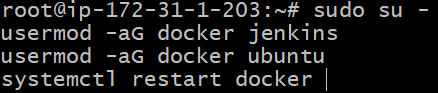 root@ip-172-31-1-203:~# sudo su -
usermod -aG docker jenkins
usermod -aG docker ubuntu
systemctl restart docker